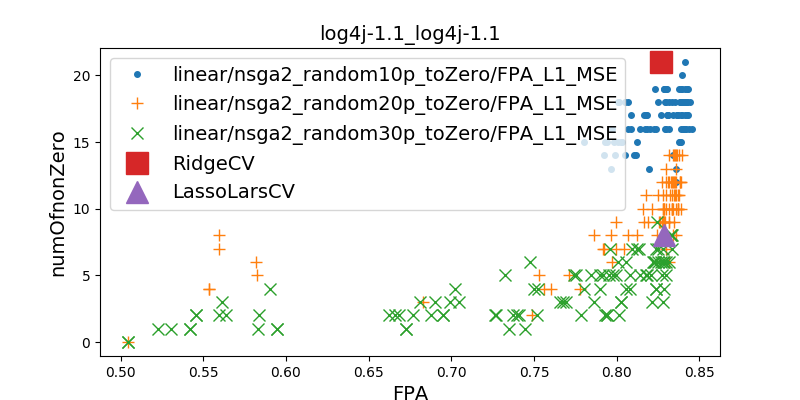 log4j-1.1_log4j-1.1
linear/nsga2_random10p_toZero/FPA_L1_MSE
linear/nsga2_random20p_toZero/FPA_L1_MSE
linear/nsga2_random30p_toZero/FPA_L1_MSE
RidgeCV
LassoLarsCV
numOfnonZero
20
15
10
5
0
0.50 0.55 0.60 0.65 0.70 0.75 0.80 0.85
FPA